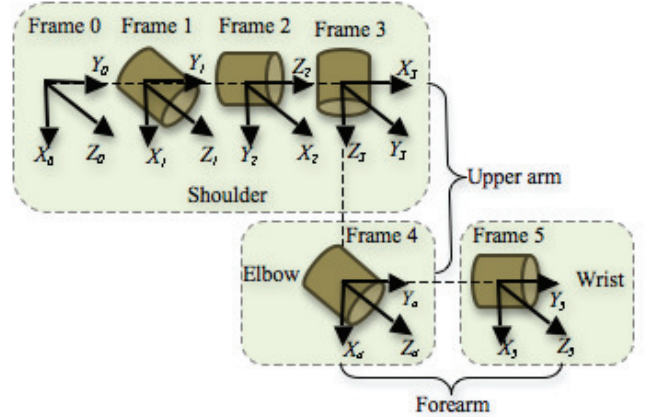 Frame 0 Frame 1 Frame 2 Frame 3
Y0 Y1 Z2 X3
X0 Z0 X1 Z1 Y2 X2 Z3 Y3
Shoulder
Upper arm
Frame 4 Frame 5
Elbow Wrist
Y4 Y5
X4 Z4 X5 Z5
Forearm